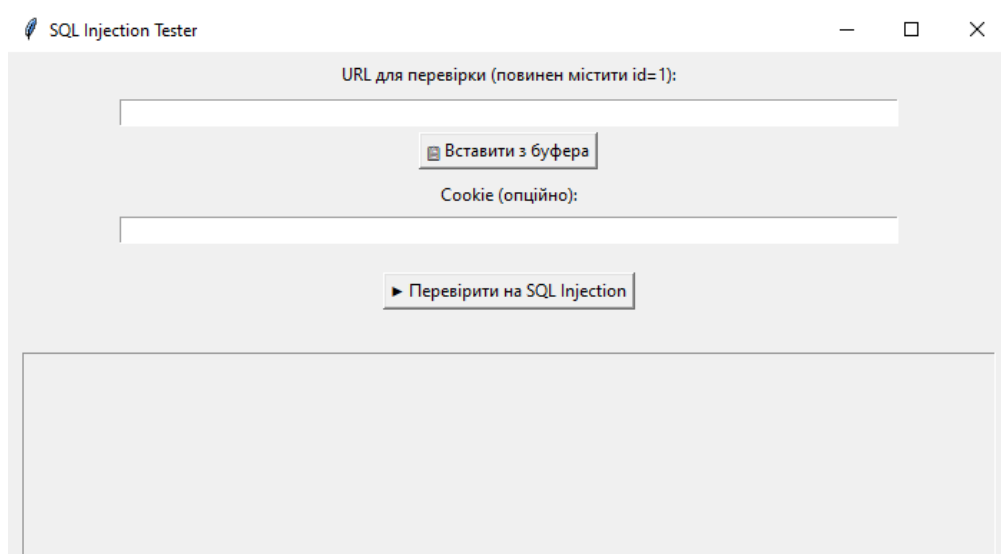 SQL Injection Tester
URL для перевірки (повинен містити id=1):
Вставити з буфера
Cookie (опційно):
► Перевірити на SQL Injection